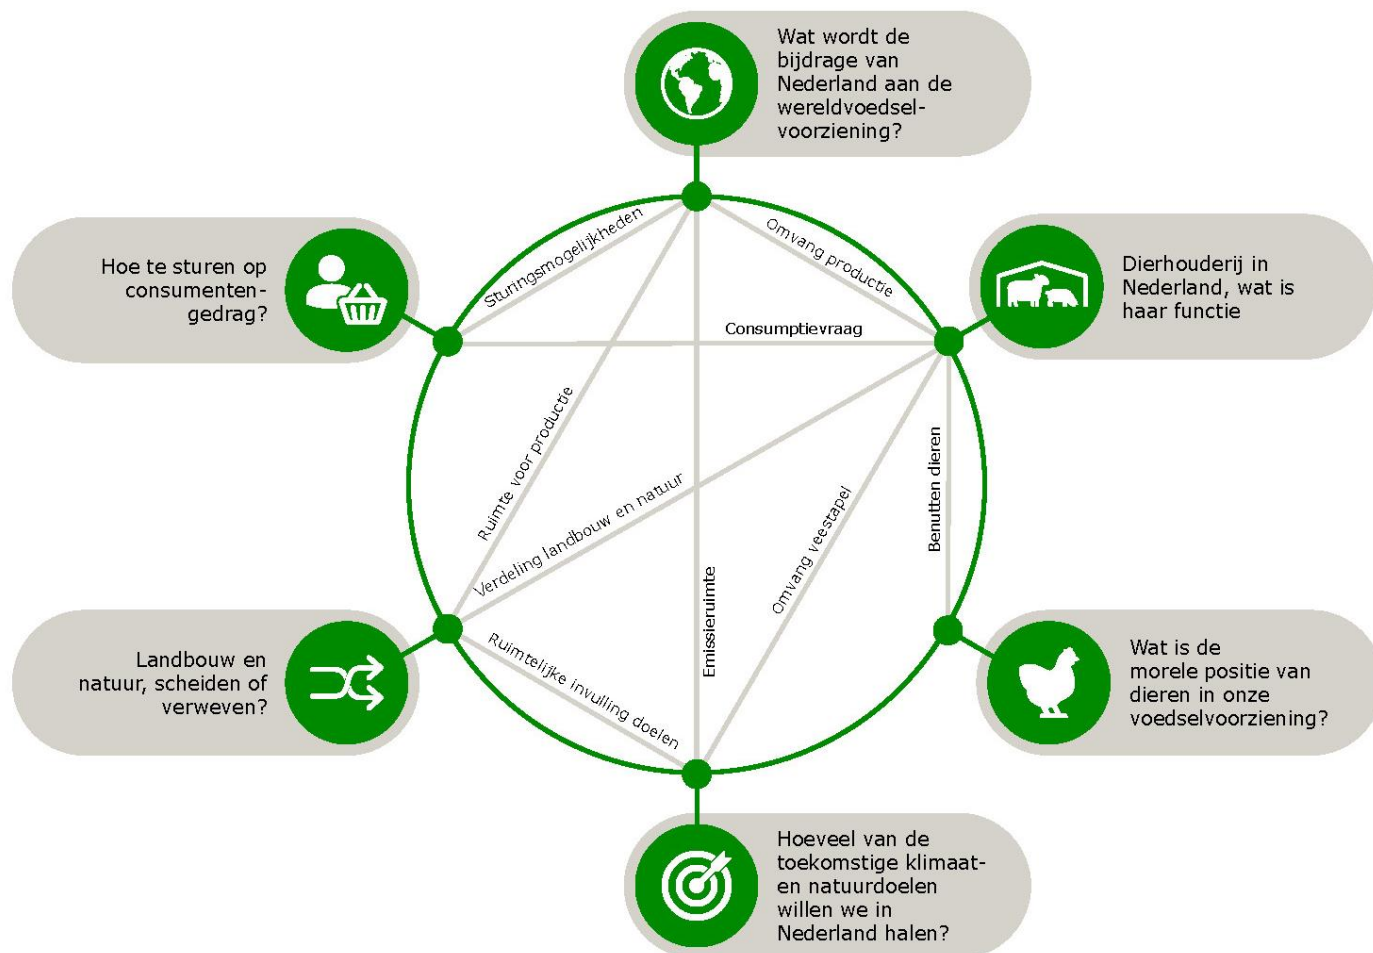 Wat wordt de
bijdrage van
Nederland aan de
wereldvoedsel-
voorziening?
Hoe te sturen op
consumenten-
gedrag?
Dierhouderij in
Nederland, wat is
haar functie
Sturingsmogelijkheden
Omvang productie
Consumptievraag
Ruimte voor productie
Verdeling landbouw en natuur
Emissieruimte
Omvang veestapel
Benutten dieren
Ruimtelijke invulling doelen
Landbouw en
natuur, scheiden of
verweven?
Wat is de
morele positie van
dieren in onze
voedselvoorziening?
Hoeveel van de
toekomstige klimaat-
en natuurdoelen
willen we in
Nederland halen?